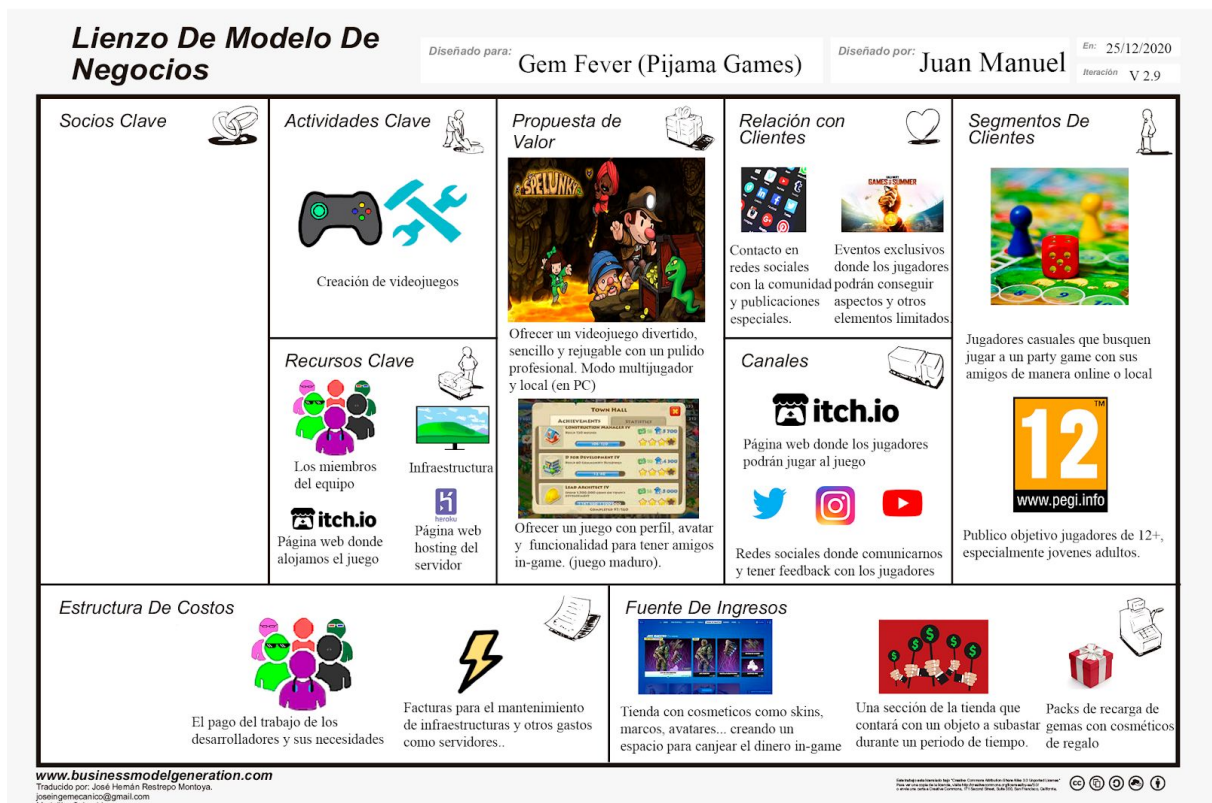 Lienzo De Modelo De
Negocios
Diseñado para:
Gem Fever (Pijama Games)
Diseñado por:
Juan Manuel
En: 25/12/2020
Iteración V 2.9
Socios Clave
Actividades Clave
Creación de videojuegos
Recursos Clave
Los miembros
del equipo
Infraestructura
itch.io
Página web donde
alojamos el juego
heroku
Página web
hosting del
servidor
Propuesta de
Valor
SPELUNKY
Ofrecer un videojuego divertido,
sencillo y rejugable con un pulido
profesional. Modo multijugador
y local (en PC)
TOWN HALL
ACHIEVEMENTS
CONSTRUCTION MANAGER IV
D FOR DEVELOPMENT IV
LEAD ARCHITECT IV
Ofrecer un juego con perfil, avatar
y funcionalidad para tener amigos
in-game. (juego maduro).
Relación con
Clientes
GAMES of SUMMER
Contacto en
redes sociales
con la comunidad
y publicaciones
especiales.
Eventos exclusivos
donde los jugadores
podrán conseguir
aspectos y otros
elementos limitados.
Canales
itch.io
Página web donde los jugadores
podrán jugar al juego
Redes sociales donde comunicarnos
y tener feedback con los jugadores
Segmentos De
Clientes
Jugadores casuales que busquen
jugar a un party game con sus
amigos de manera online o local
12
TM
www.pegi.info
Publico objetivo jugadores de 12+,
especialmente jovenes adultos.
Estructura De Costos
El pago del trabajo de los
desarrolladores y sus necesidades
Facturas para el mantenimiento
de infraestructuras y otros gastos
como servidores..
Fuente De Ingresos
Tienda con cosmeticos como skins,
marcos, avatares... creando un
espacio para canjear el dinero in-game
Una sección de la tienda que
contará con un objeto a subastar
durante un periodo de tiempo.
Packs de recarga de
gemas con cosméticos
de regalo
www.businessmodelgeneration.com
Traducido por: José Hernán Restrepo Montoya.
joseingemecanico@gmail.com